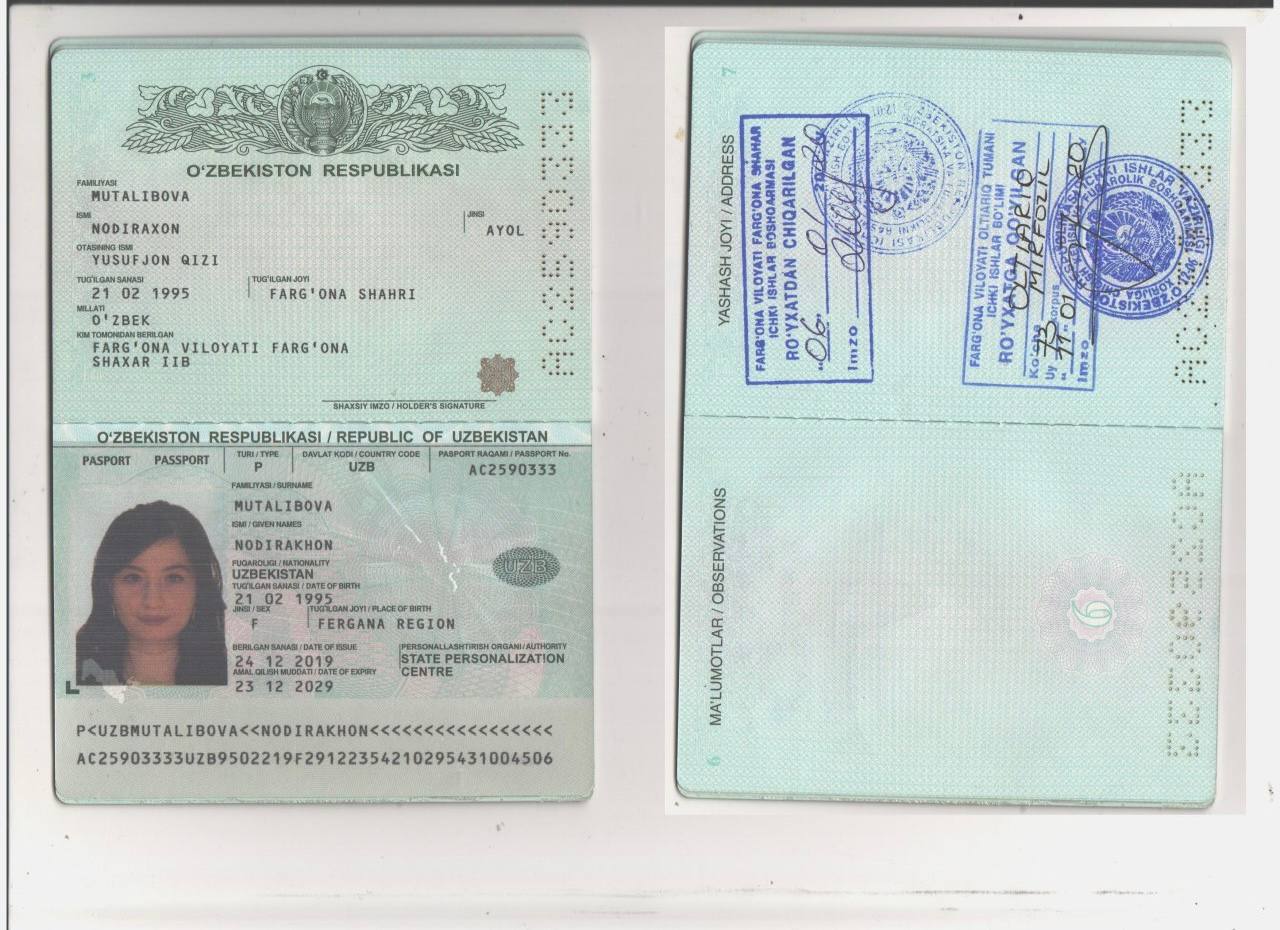 3
O‘ZBEKISTON RESPUBLIKASI
FAMILIYASI
MUTALIBOVA
ISMI
NODIRAXON
JINSI
AYOL
OTASINING ISMI
YUSUFJON QIZI
TUG‘ILGAN SANASI
21 02 1995
TUG‘ILGAN JOYI
FARG'ONA SHAHRI
MILLATI
O'ZBEK
KIM TOMONIDAN BERILGAN
FARG'ONA VILOYATI FARG'ONA
SHAXAR IIB
SHAXSIY IMZO / HOLDER'S SIGNATURE
AC2590333
O‘ZBEKISTON RESPUBLIKASI / REPUBLIC OF UZBEKISTAN
PASPORT PASSPORT
TURI / TYPE
P
DAVLAT KODI / COUNTRY CODE
UZB
PASPORT RAQAMI / PASSPORT No.
AC2590333
FAMILIYASI / SURNAME
MUTALIBOVA
ISMI / GIVEN NAMES
NODIRAKHON
FUQAROLIGI / NATIONALITY
UZBEKISTAN
TUG‘ILGAN SANASI / DATE OF BIRTH
21 02 1995
JINSI / SEX
F
TUG‘ILGAN JOYI / PLACE OF BIRTH
FERGANA REGION
BERILGAN SANASI / DATE OF ISSUE
24 12 2019
AMAL QILISH MUDDATI / DATE OF EXPIRY
23 12 2029
PERSONALLASHTIRISH ORGANI / AUTHORITY
STATE PERSONALIZATION
CENTRE
UZB
P<UZBMUTALIBOVA<<NODIRAKHON<<<<<<<<<<<<<<<<<
AC25903333UZB9502219F29122354210295431004506
7
YASHASH JOYI / ADDRESS
FARG‘ONA VILOYATI FARG‘ONA SHAHAR
ICHKI ISHLAR BOSHQARMASI
RO‘YXATDAN CHIQARILGAN
"06 01 2020
Imzo
FARG‘ONA VILOYATI OLTIARIQ TUMANI
ICHKI ISHLAR BO‘LIMI
RO‘YXATGA QO‘YILGAN
OLTIARIQ
Ko‘cha MIRFOZIL
Uy 13 korpus
" 11 " 01 20
Imzo
MA'LUMOTLAR / OBSERVATIONS
6
6